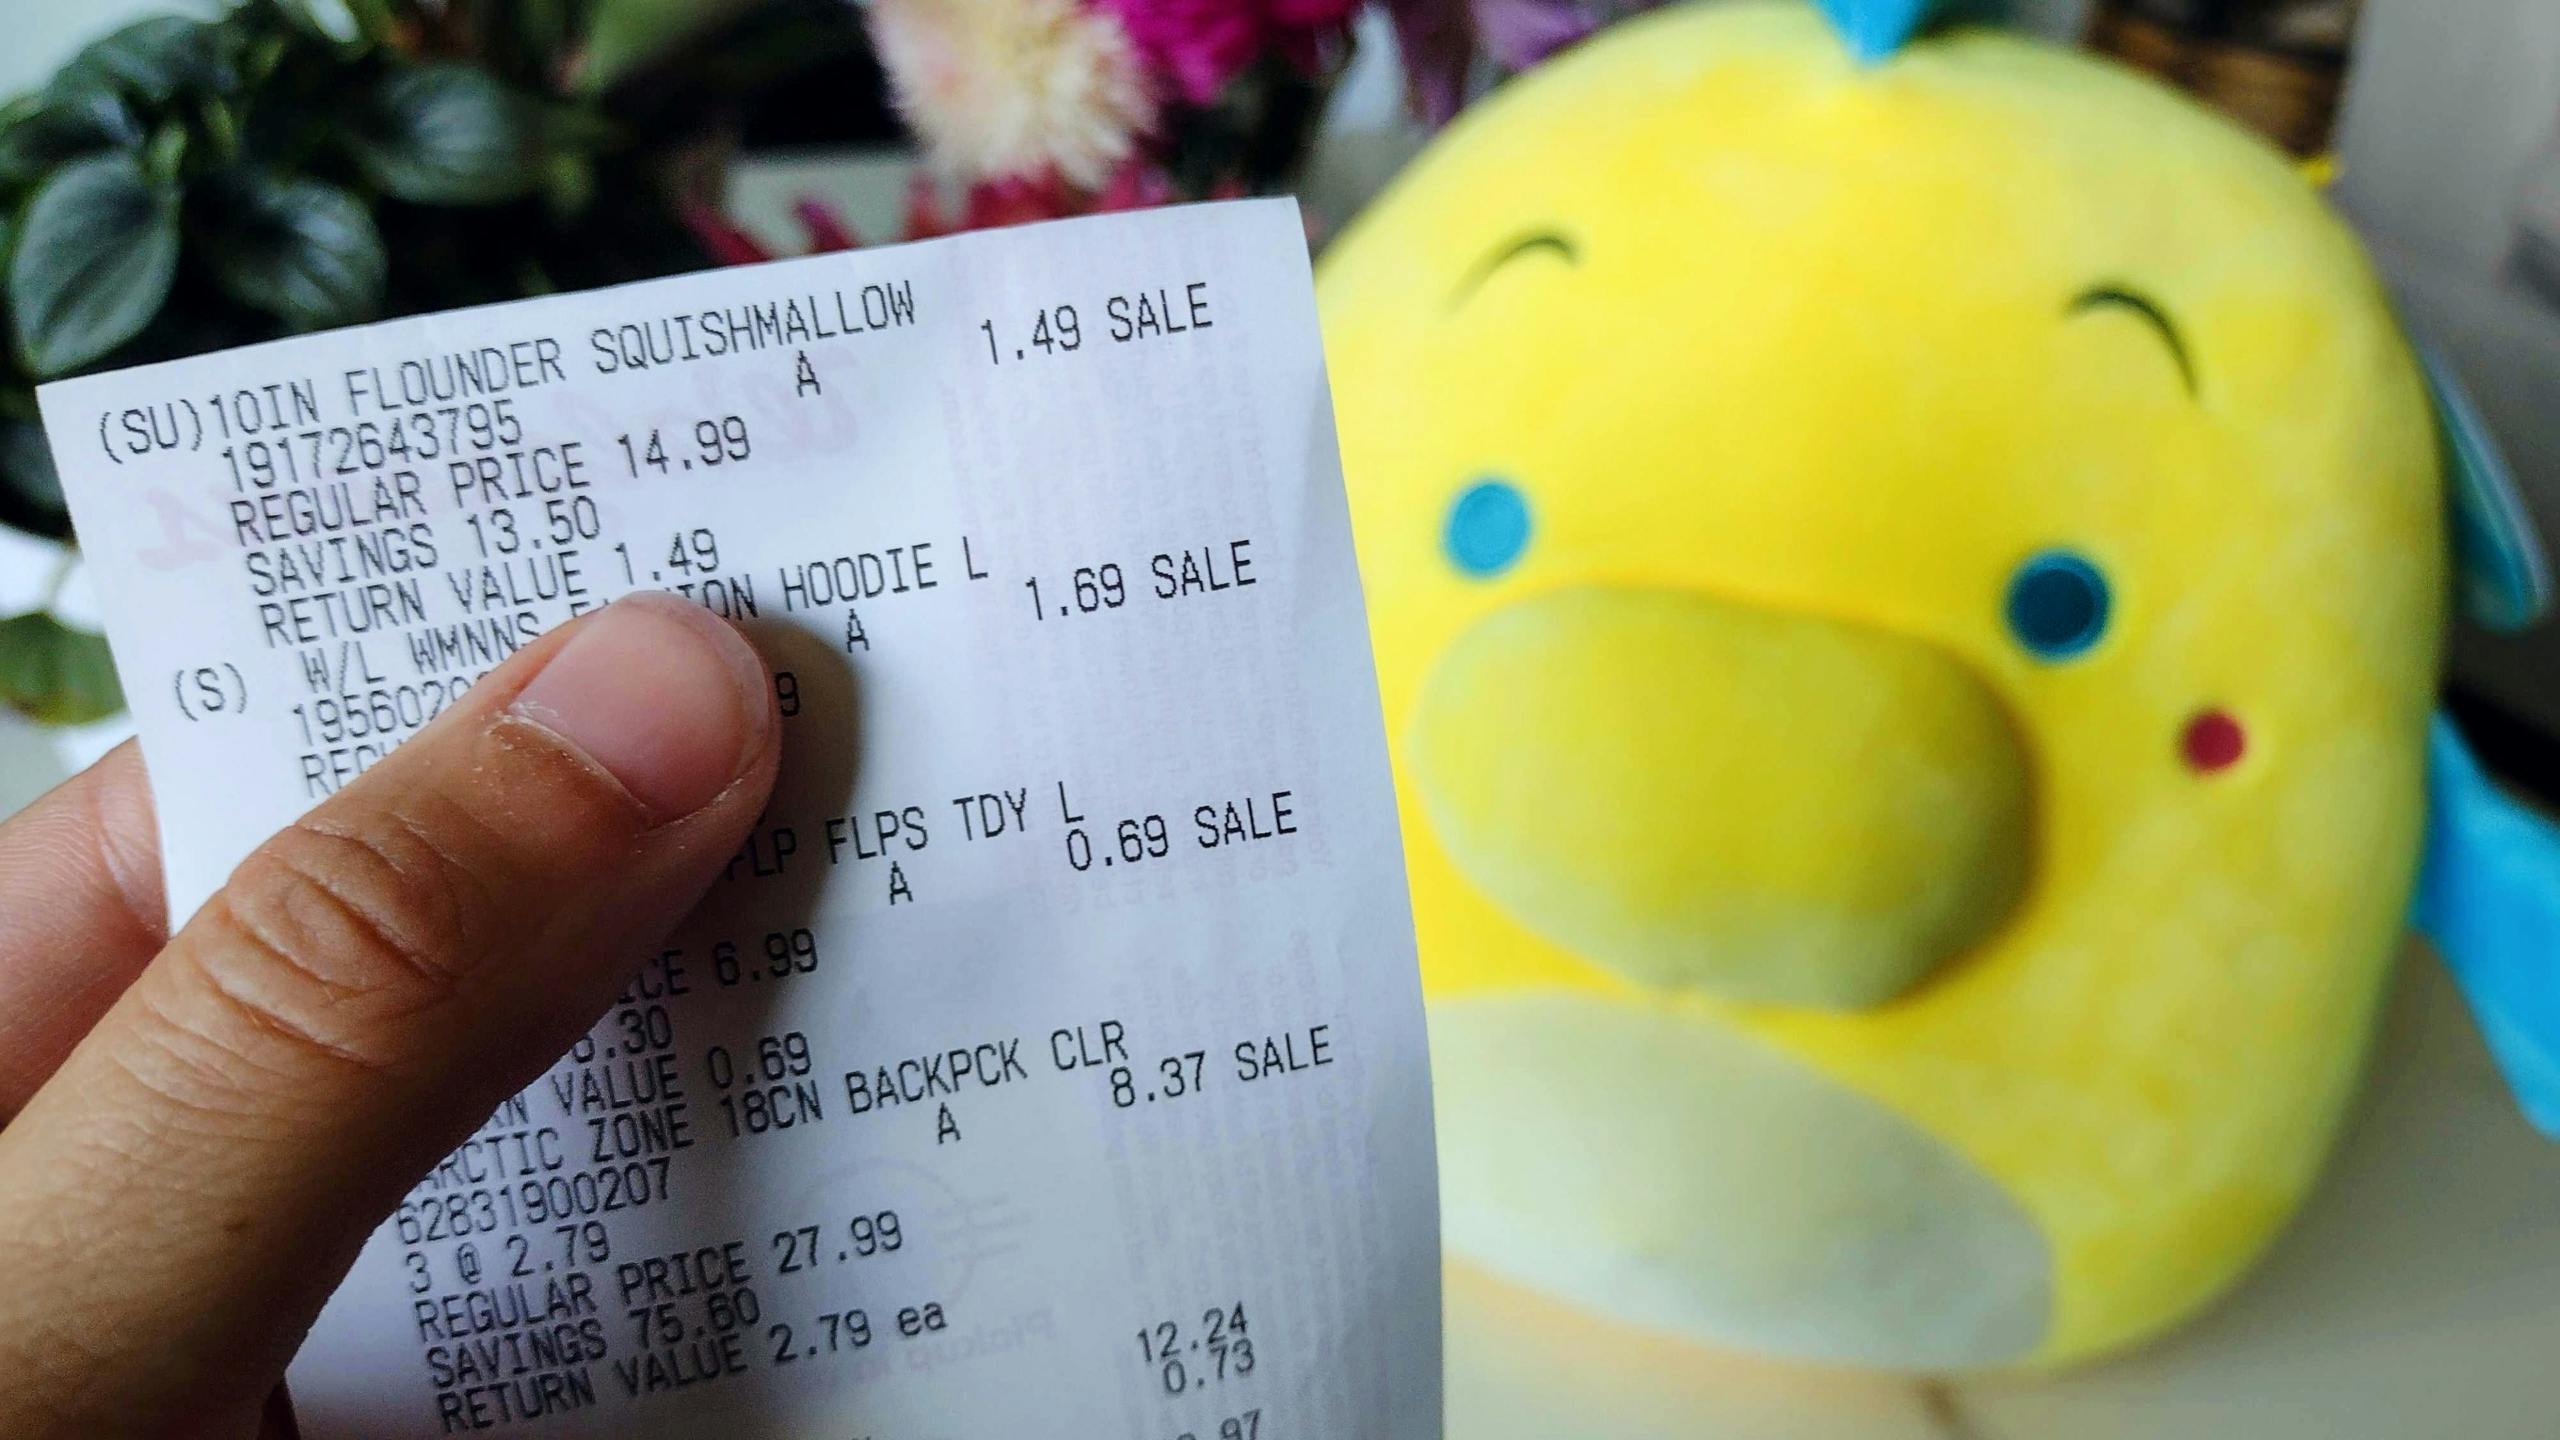 (SU)10IN FLOUNDER SQUISHMALLOW
19172643795 A 1.49 SALE
REGULAR PRICE 14.99
SAVINGS 13.50
RETURN VALUE 1.49
(S) W/L WMNNS HOODIE L
A 1.69 SALE
FLPS TDY L
A 0.69 SALE
6.99
VALUE 0.69
ARCTIC ZONE 18CN BACKPCK CLR
62831900207 A 8.37 SALE
3 @ 2.79
REGULAR PRICE 27.99
SAVINGS 75.60
RETURN VALUE 2.79 ea
12.24
0.73